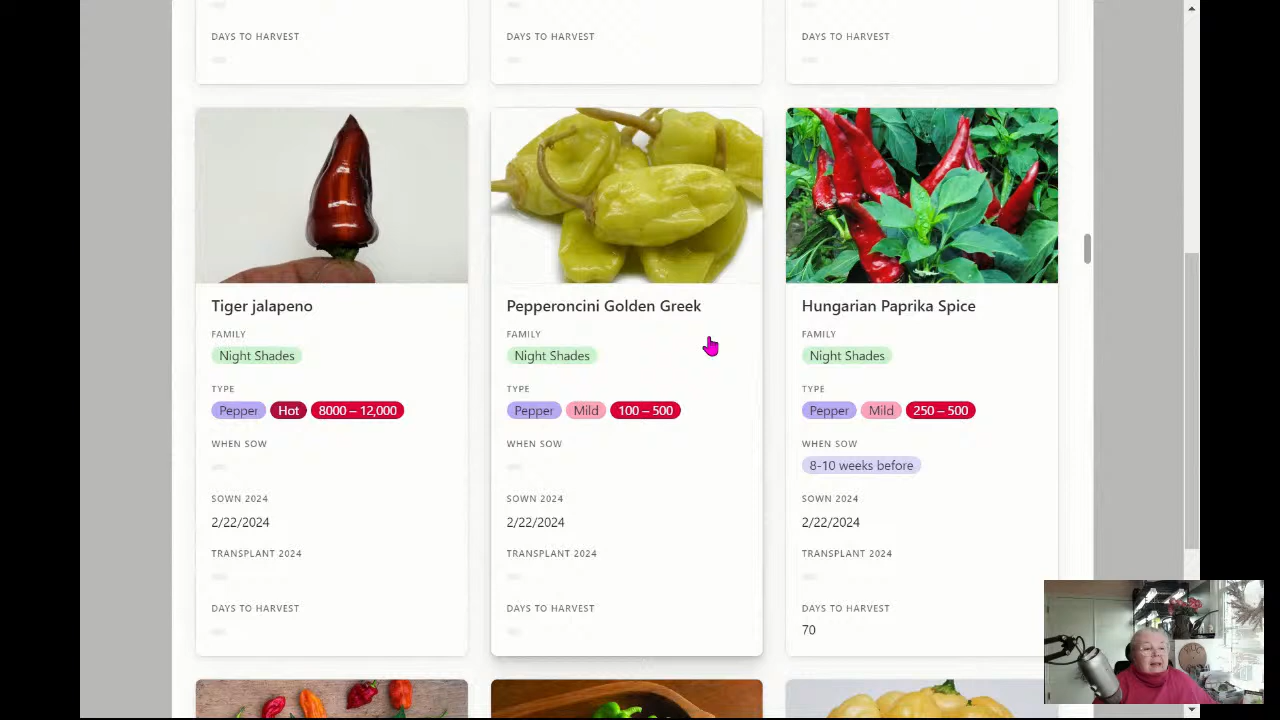 DAYS TO HARVEST
DAYS TO HARVEST
DAYS TO HARVEST
Tiger jalapeno
FAMILY
Night Shades
TYPE
Pepper Hot 8000 – 12,000
WHEN SOW
SOWN 2024
2/22/2024
TRANSPLANT 2024
DAYS TO HARVEST
Pepperoncini Golden Greek
FAMILY
Night Shades
TYPE
Pepper Mild 100 – 500
WHEN SOW
SOWN 2024
2/22/2024
TRANSPLANT 2024
DAYS TO HARVEST
Hungarian Paprika Spice
FAMILY
Night Shades
TYPE
Pepper Mild 250 – 500
WHEN SOW
8-10 weeks before
SOWN 2024
2/22/2024
TRANSPLANT 2024
DAYS TO HARVEST
70